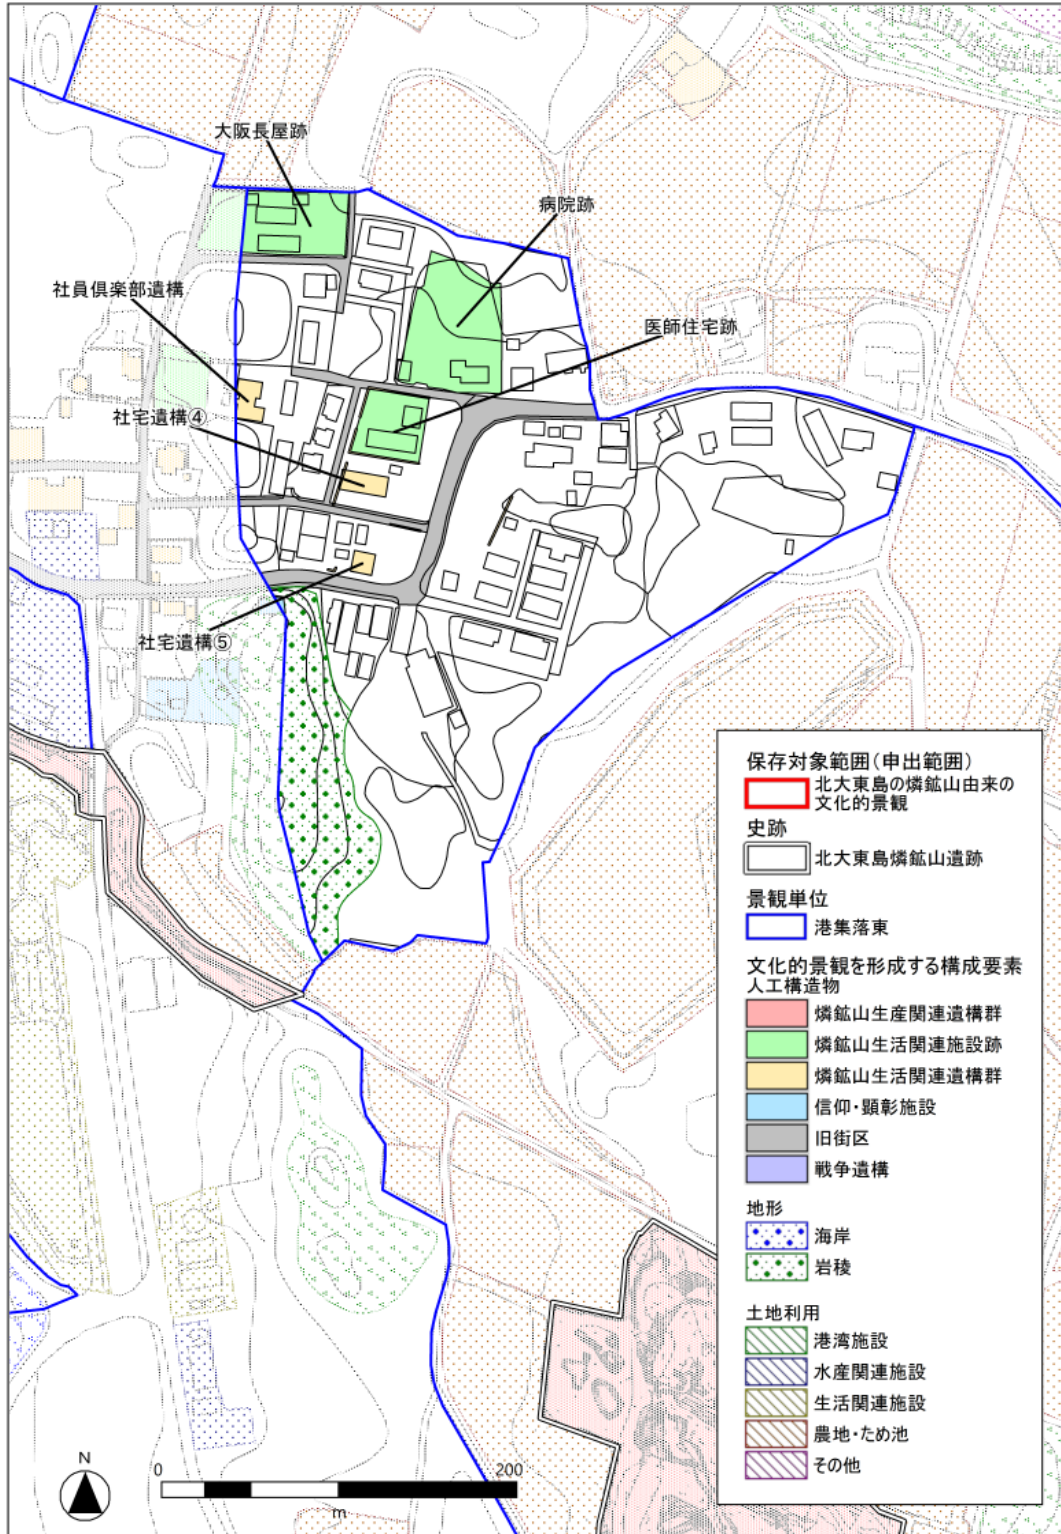 大阪長屋跡
病院跡
社員倶楽部遺構
医師住宅跡
社宅遺構④
社宅遺構⑤
保存対象範囲(申出範囲)
北大東島の燐鉱山由来の
文化的景観
史跡
北大東島燐鉱山遺跡
景観単位
港集落東
文化的景観を形成する構成要素
人工構造物
燐鉱山生産関連遺構群
燐鉱山生活関連施設跡
燐鉱山生活関連遺構群
信仰・顕彰施設
旧街区
戦争遺構
地形
海岸
岩稜
土地利用
港湾施設
水産関連施設
生活関連施設
農地・ため池
その他
N
0 200
m